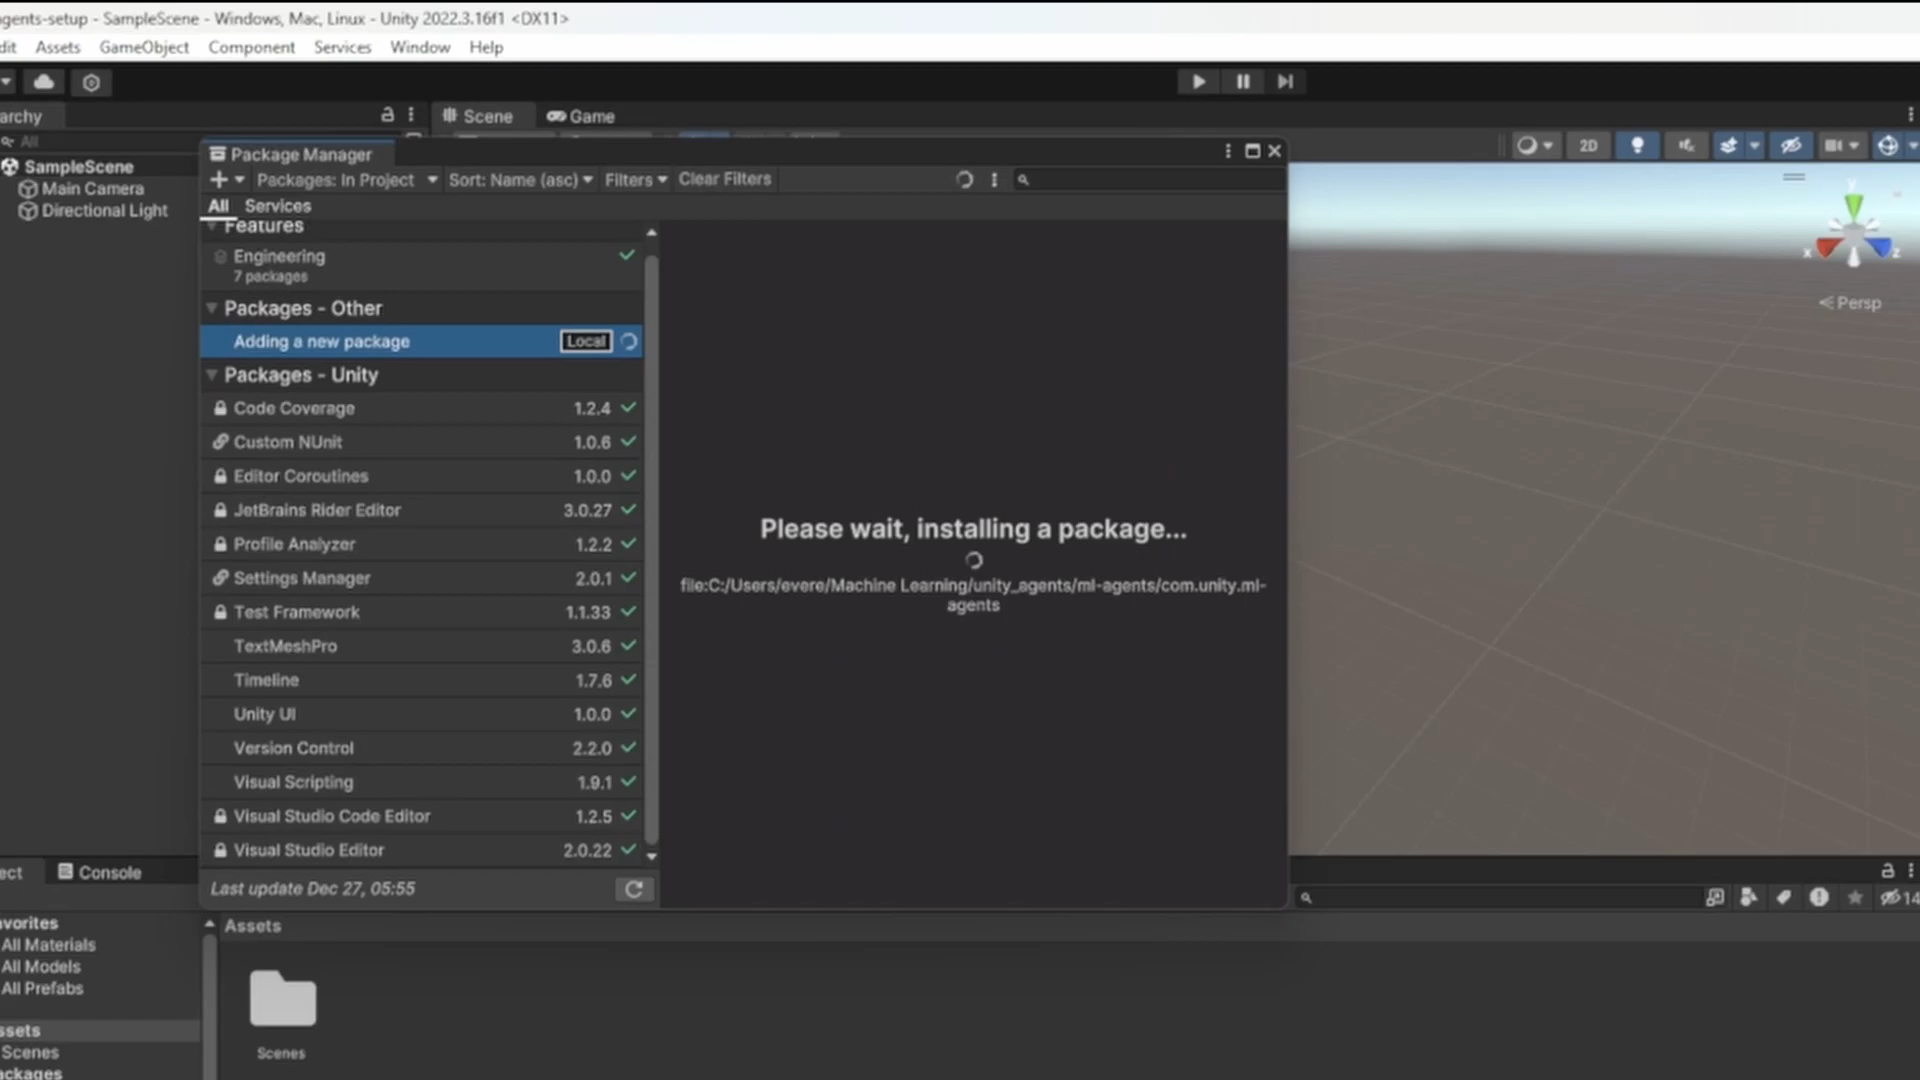 agents-setup - SampleScene - Windows, Mac, Linux - Unity 2022.3.16f1 <DX11>
dit Assets GameObject Component Services Window Help
archy
Scene Game
All
Package Manager
2D
SampleScene
Packages: In Project Sort: Name (asc) Filters Clear Filters
Main Camera
Directional Light
All Services
Features
Engineering
7 packages
y
x z
Persp
Packages - Other
Adding a new package Local
Packages - Unity
Code Coverage 1.2.4
Custom NUnit 1.0.6
Editor Coroutines 1.0.0
JetBrains Rider Editor 3.0.27
Profile Analyzer 1.2.2
Settings Manager 2.0.1
Test Framework 1.1.33
TextMeshPro 3.0.6
Timeline 1.7.6
Unity UI 1.0.0
Version Control 2.2.0
Visual Scripting 1.9.1
Visual Studio Code Editor 1.2.5
Visual Studio Editor 2.0.22
Last update Dec 27, 05:55
Please wait, installing a package...
file:C:/Users/evere/Machine Learning/unity_agents/ml-agents/com.unity.ml-
agents
ect Console
14
avorites
All Materials
All Models
All Prefabs
ssets
Scenes
ackages
Assets
Scenes